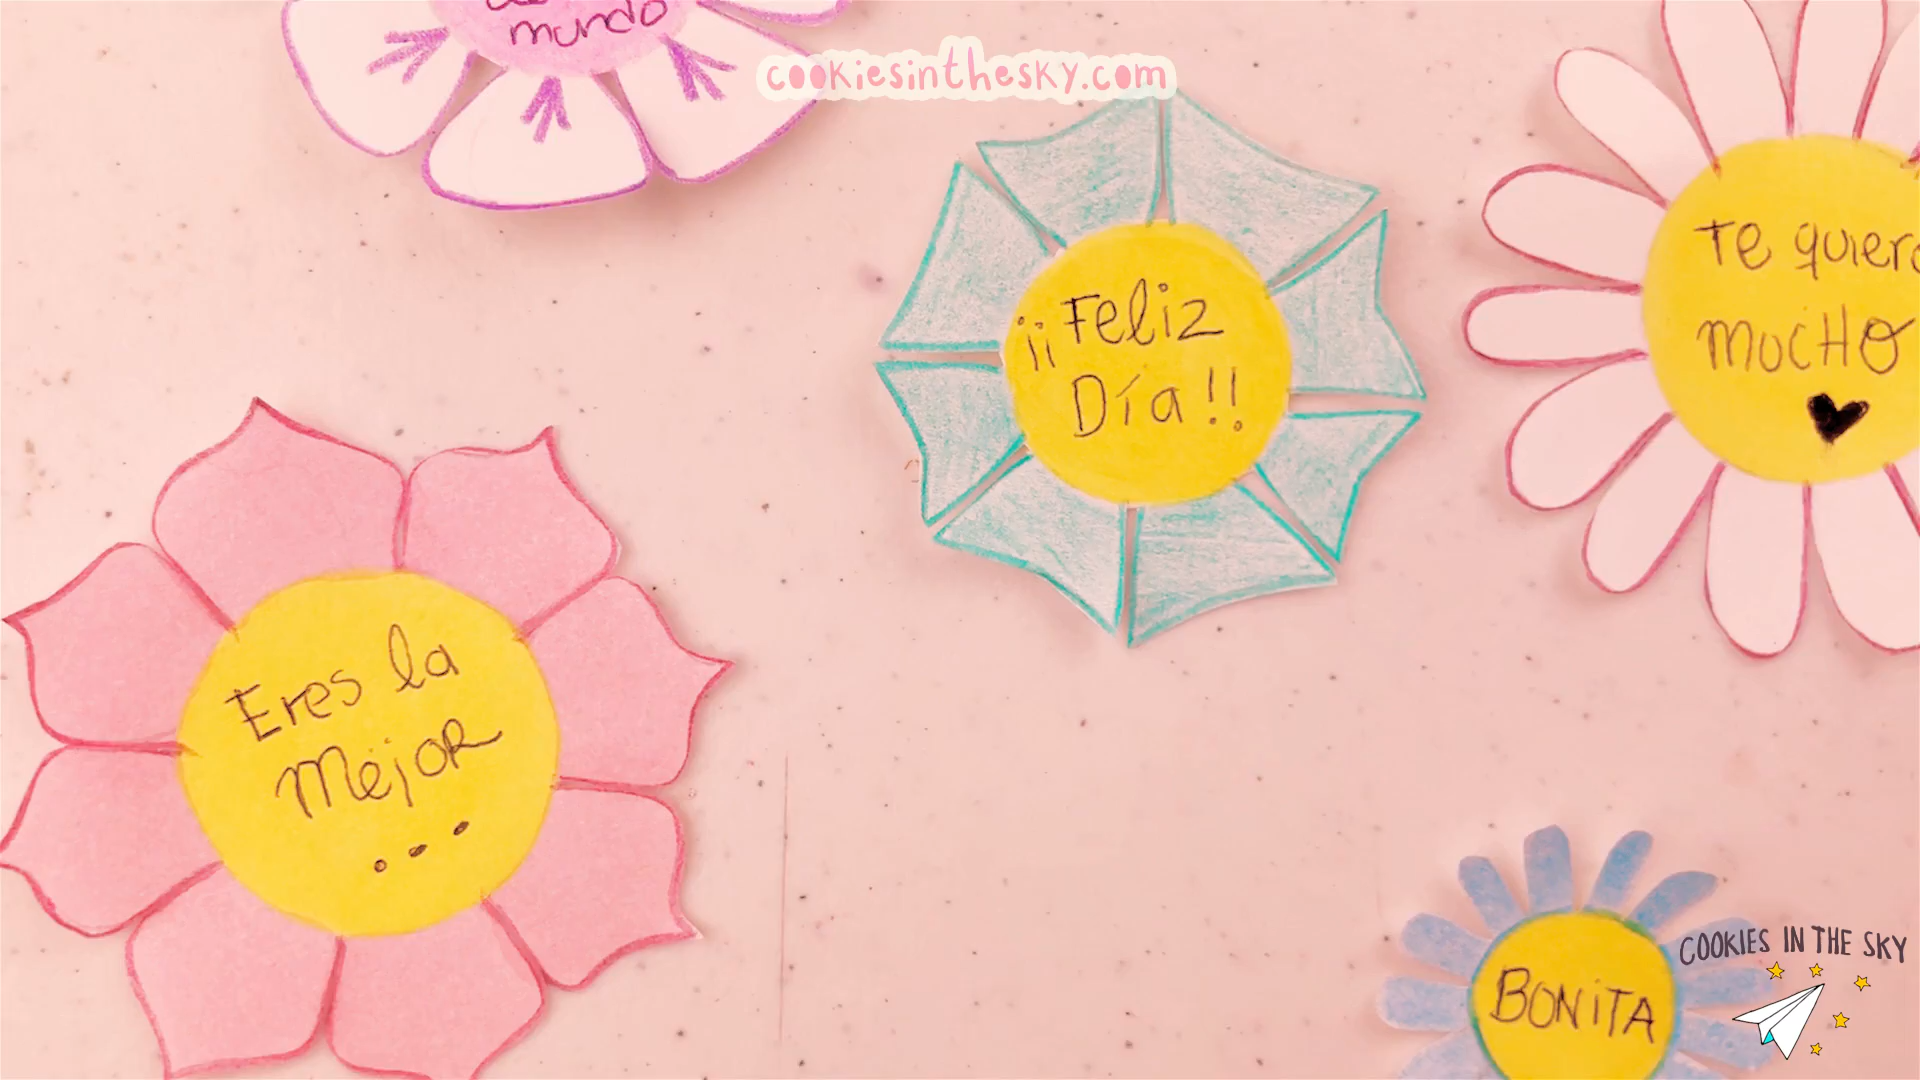 mundo
cookiesinthesky.com
¡¡Feliz
Día!!
Te quiero
mucho
Eres la
Mejor
...
BONITA
COOKIES IN THE SKY